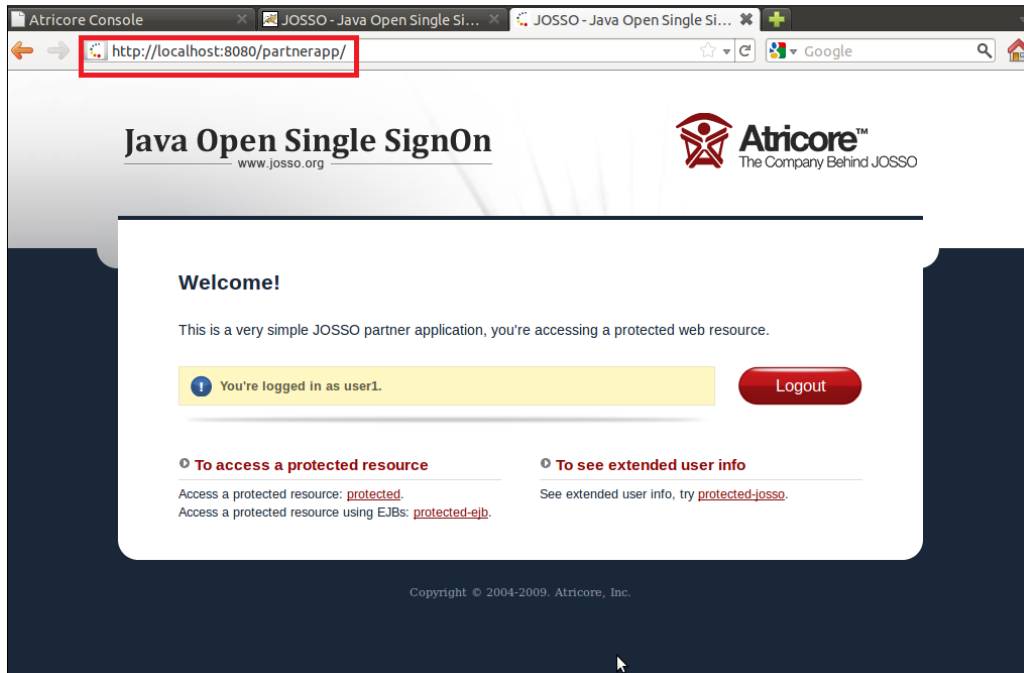 Atricore Console
JOSSO - Java Open Single Si...
JOSSO - Java Open Single Si...
http://localhost:8080/partnerapp/
Google
Java Open Single SignOn
www.josso.org
Atricore™
The Company Behind JOSSO
Welcome!
This is a very simple JOSSO partner application, you're accessing a protected web resource.
You're logged in as user1.
Logout
To access a protected resource
Access a protected resource: protected.
Access a protected resource using EJBs: protected-ejb.
To see extended user info
See extended user info, try protected-josso.
Copyright © 2004-2009. Atricore, Inc.